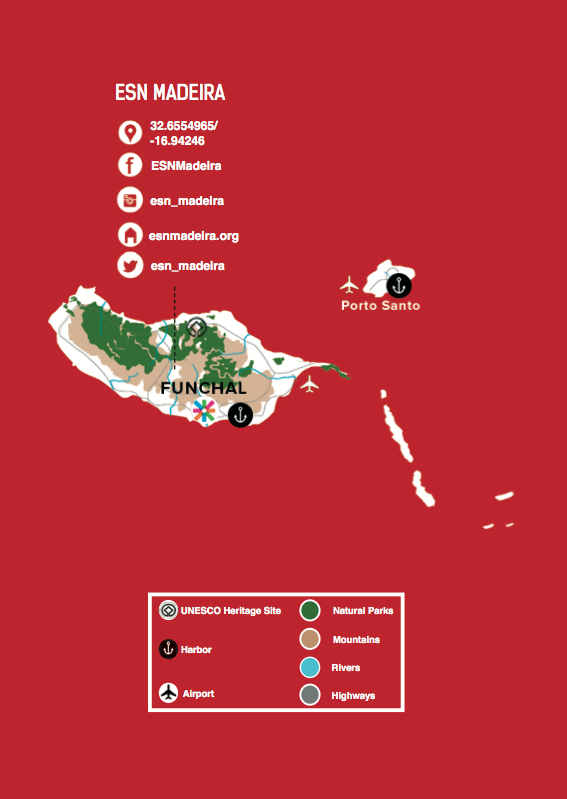 ESN MADEIRA
32.6554965/
-16.94246
ESNMadeira
esn_madeira
esnmadeira.org
esn_madeira
Porto Santo
FUNCHAL
UNESCO Heritage Site
Natural Parks
Mountains
Harbor
Rivers
Airport
Highways